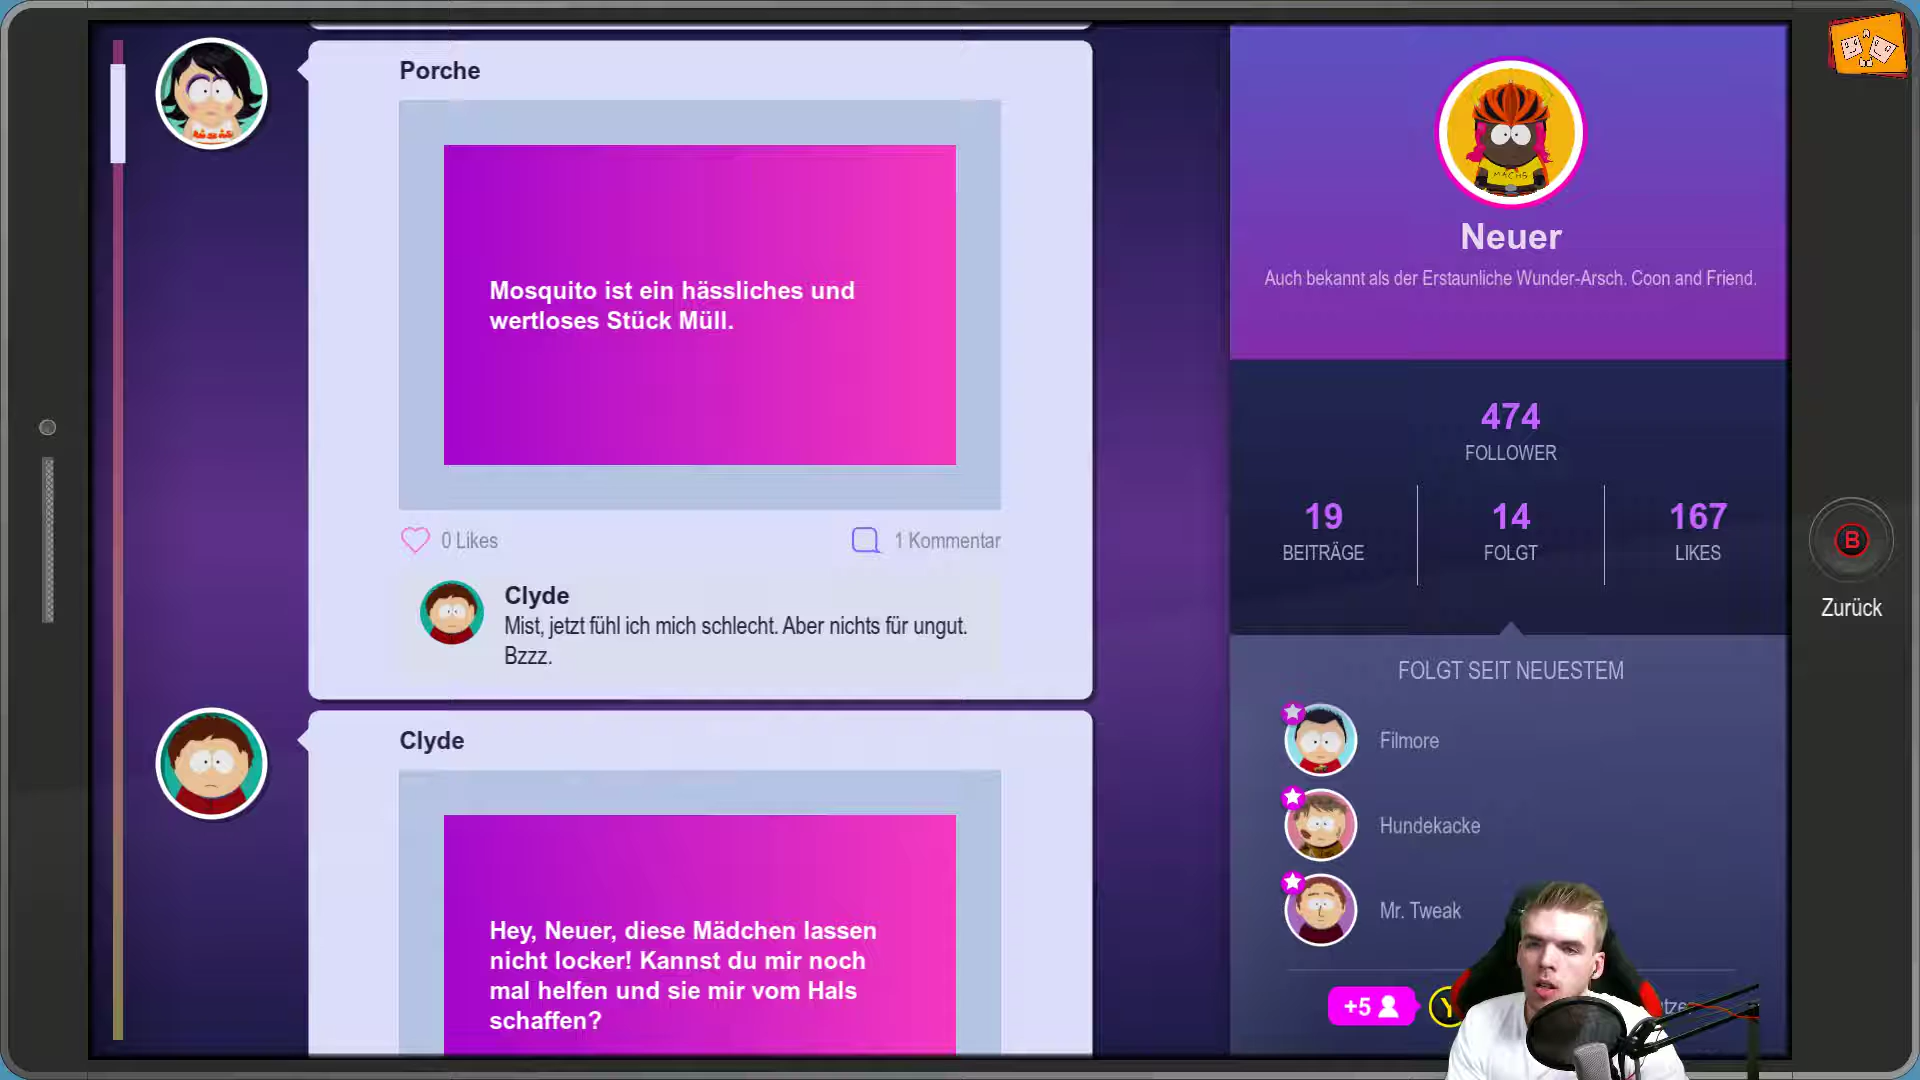 Porche
Mosquito ist ein hässliches und
wertloses Stück Müll.
0 Likes
1 Kommentar
Clyde
Mist, jetzt fühl ich mich schlecht. Aber nichts für ungut.
Bzzz.
Clyde
Hey, Neuer, diese Mädchen lassen
nicht locker! Kannst du mir noch
mal helfen und sie mir vom Hals
schaffen?
MACHS
Neuer
Auch bekannt als der Erstaunliche Wunder-Arsch. Coon and Friend.
474
FOLLOWER
19
BEITRÄGE
14
FOLGT
167
LIKES
FOLGT SEIT NEUESTEM
Filmore
Hundekacke
Mr. Tweak
+5
Y
B
Zurück